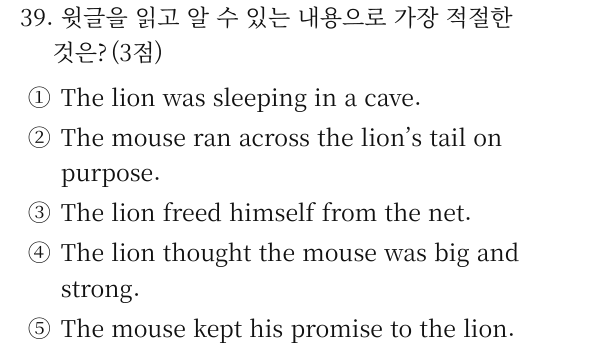 39. 윗글을 읽고 알 수 있는 내용으로 가장 적절한
것은? (3점)
① The lion was sleeping in a cave.
② The mouse ran across the lion’s tail on
purpose.
③ The lion freed himself from the net.
④ The lion thought the mouse was big and
strong.
⑤ The mouse kept his promise to the lion.